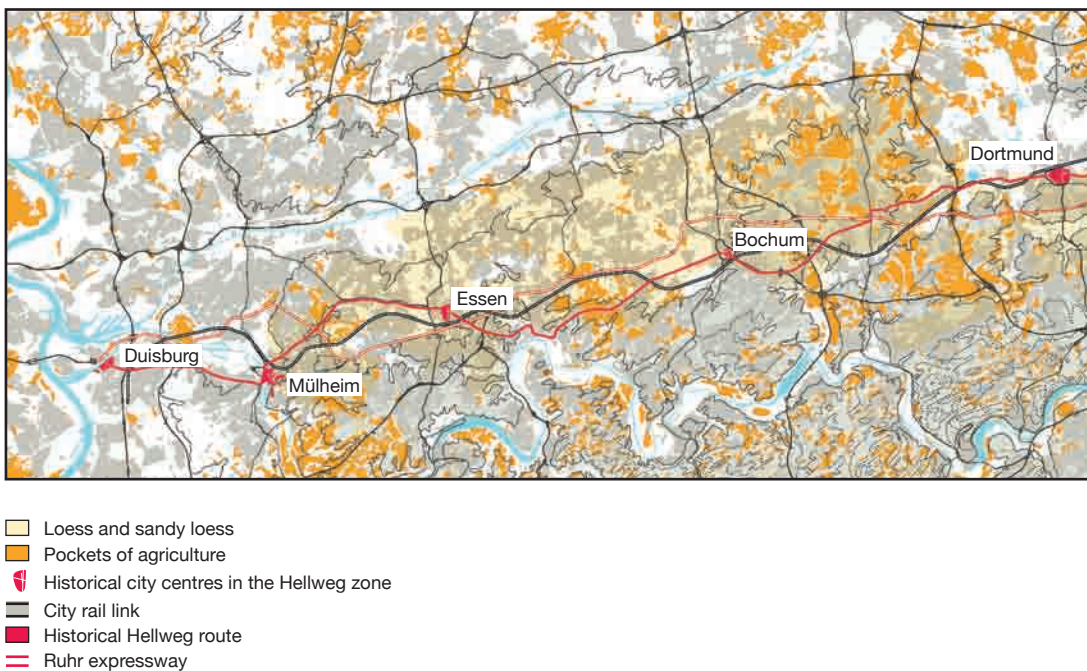 Dortmund
Bochum
Essen
Duisburg
Mülheim
Loess and sandy loess
Pockets of agriculture
Historical city centres in the Hellweg zone
City rail link
Historical Hellweg route
Ruhr expressway